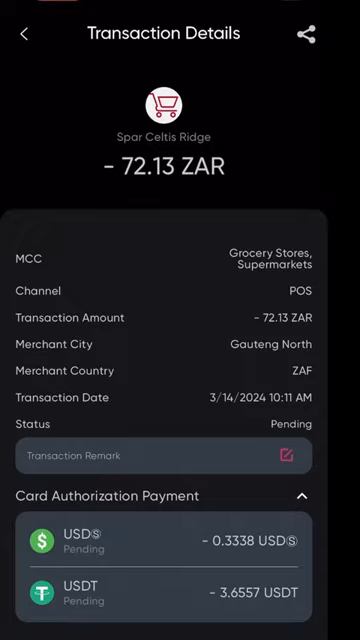 Transaction Details
Spar Celtis Ridge
- 72.13 ZAR
MCC
Grocery Stores,
Supermarkets
Channel POS
Transaction Amount - 72.13 ZAR
Merchant City Gauteng North
Merchant Country ZAF
Transaction Date 3/14/2024 10:11 AM
Status Pending
Transaction Remark
Card Authorization Payment
USDⓈ - 0.3338 USDⓈ
Pending
USDT - 3.6557 USDT
Pending